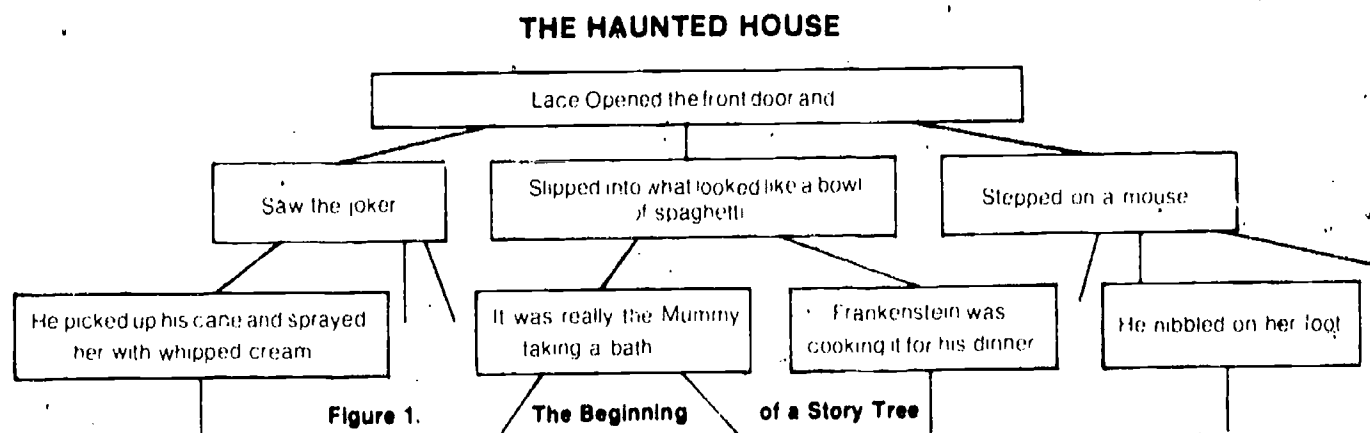 THE HAUNTED HOUSE
Lace Opened the front door and
Saw the joker
Slipped into what looked like a bowl
of spaghetti
Stepped on a mouse
He picked up his cane and sprayed
her with whipped cream
It was really the Mummy
taking a bath
Frankenstein was
cooking it for his dinner
He nibbled on her foot
Figure 1. The Beginning of a Story Tree